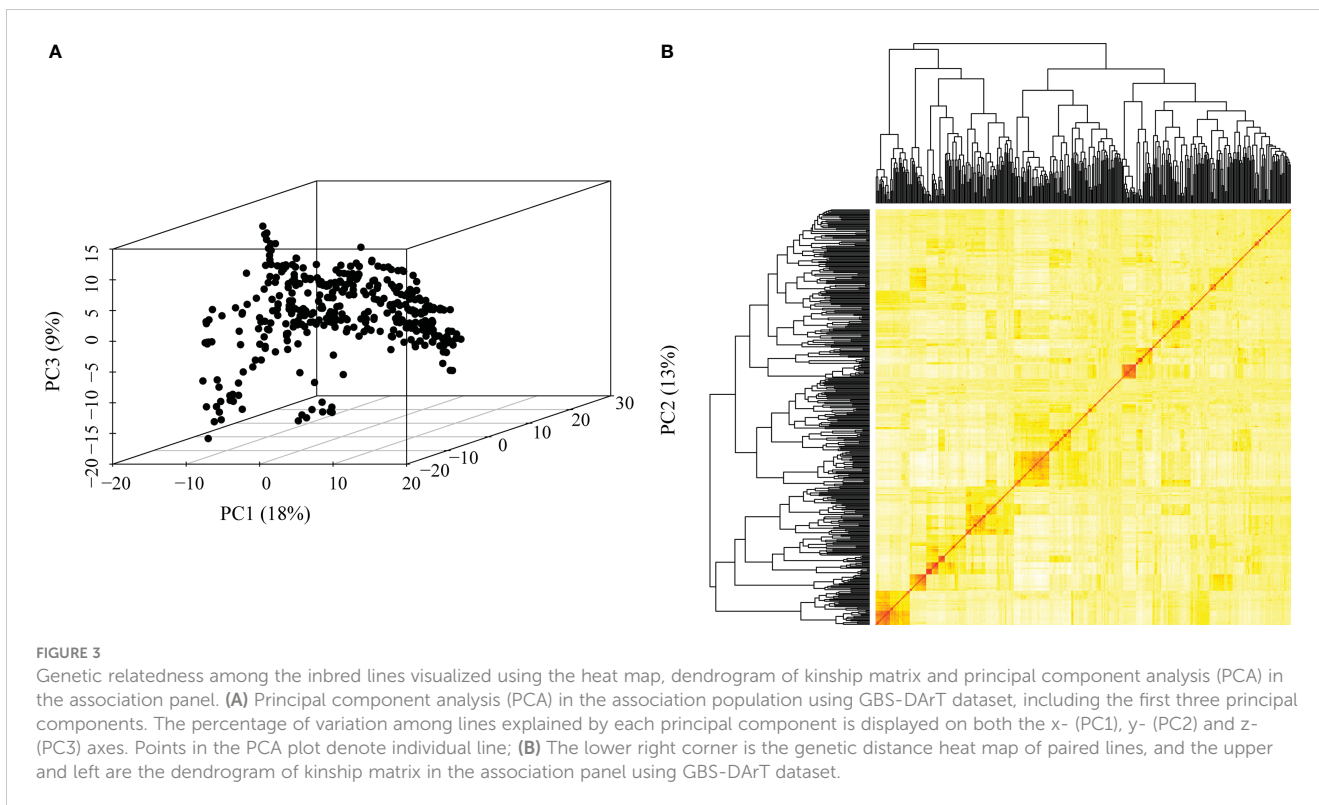 A
B
PC3 (9%)
15
10
5
0
−5
−10
−15
−20
−20
−10
0
10
20
PC1 (18%)
−20
−10
0
10
20
30
PC2 (13%)
FIGURE 3
Genetic relatedness among the inbred lines visualized using the heat map, dendrogram of kinship matrix and principal component analysis (PCA) in
the association panel. (A) Principal component analysis (PCA) in the association population using GBS-DArT dataset, including the first three principal
components. The percentage of variation among lines explained by each principal component is displayed on both the x- (PC1), y- (PC2) and z-
(PC3) axes. Points in the PCA plot denote individual line; (B) The lower right corner is the genetic distance heat map of paired lines, and the upper
and left are the dendrogram of kinship matrix in the association panel using GBS-DArT dataset.